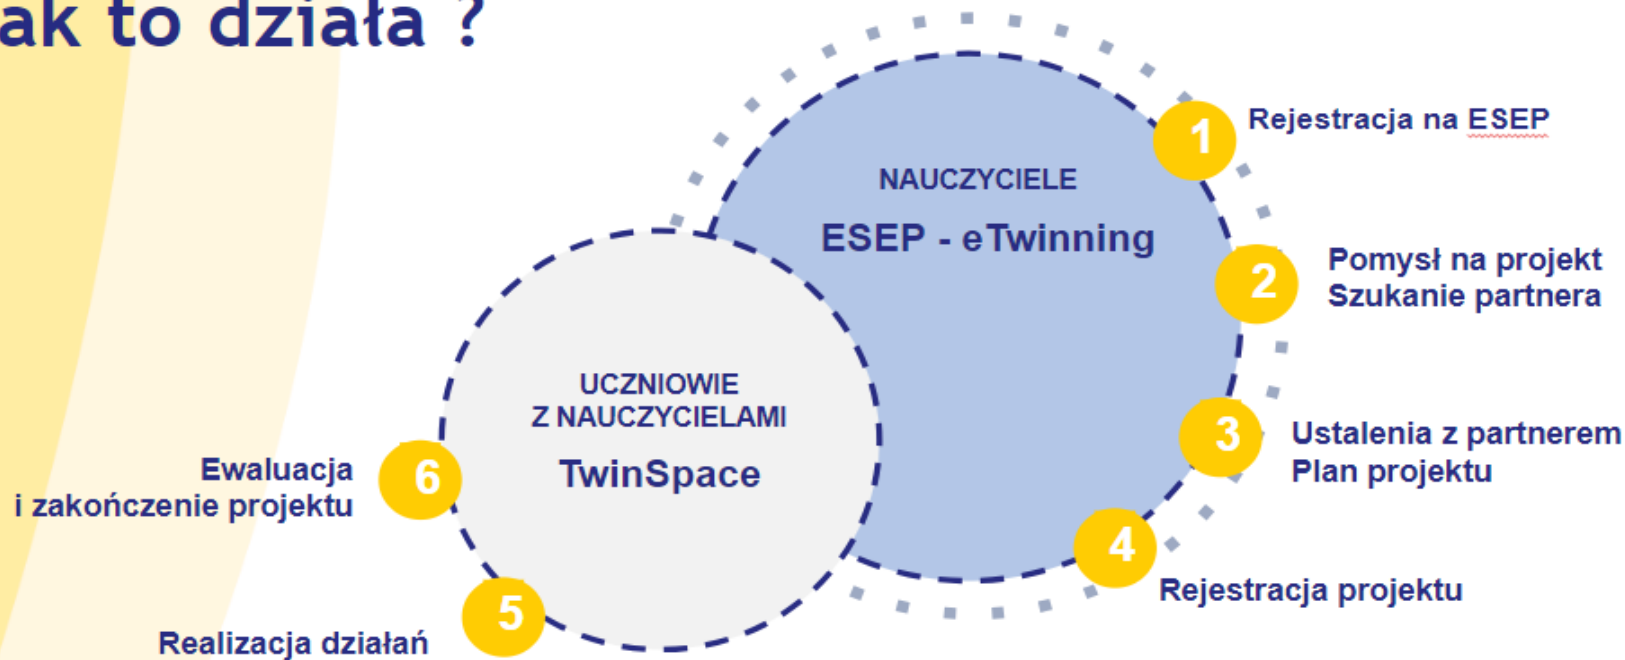 ak to działa ?
1
Rejestracja na ESEP
NAUCZYCIELE
ESEP - eTwinning
2
Pomysł na projekt
Szukanie partnera
UCZNIOWIE
Z NAUCZYCIELAMI
TwinSpace
3
Ustalenia z partnerem
Plan projektu
4
Rejestracja projektu
5
Realizacja działań
6
Ewaluacja
i zakończenie projektu